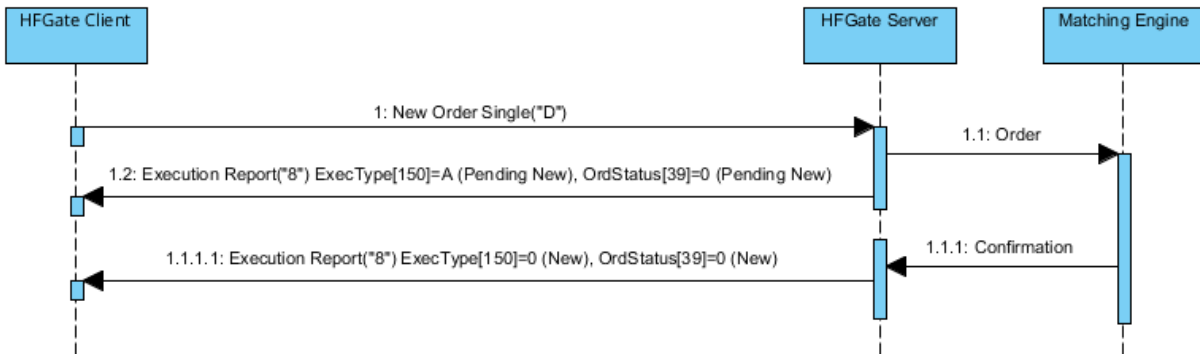 HFGate Client
HFGate Server
Matching Engine
1: New Order Single("D")
1.1: Order
1.2: Execution Report("8") ExecType[150]=A (Pending New), OrdStatus[39]=0 (Pending New)
1.1.1: Confirmation
1.1.1.1: Execution Report("8") ExecType[150]=0 (New), OrdStatus[39]=0 (New)